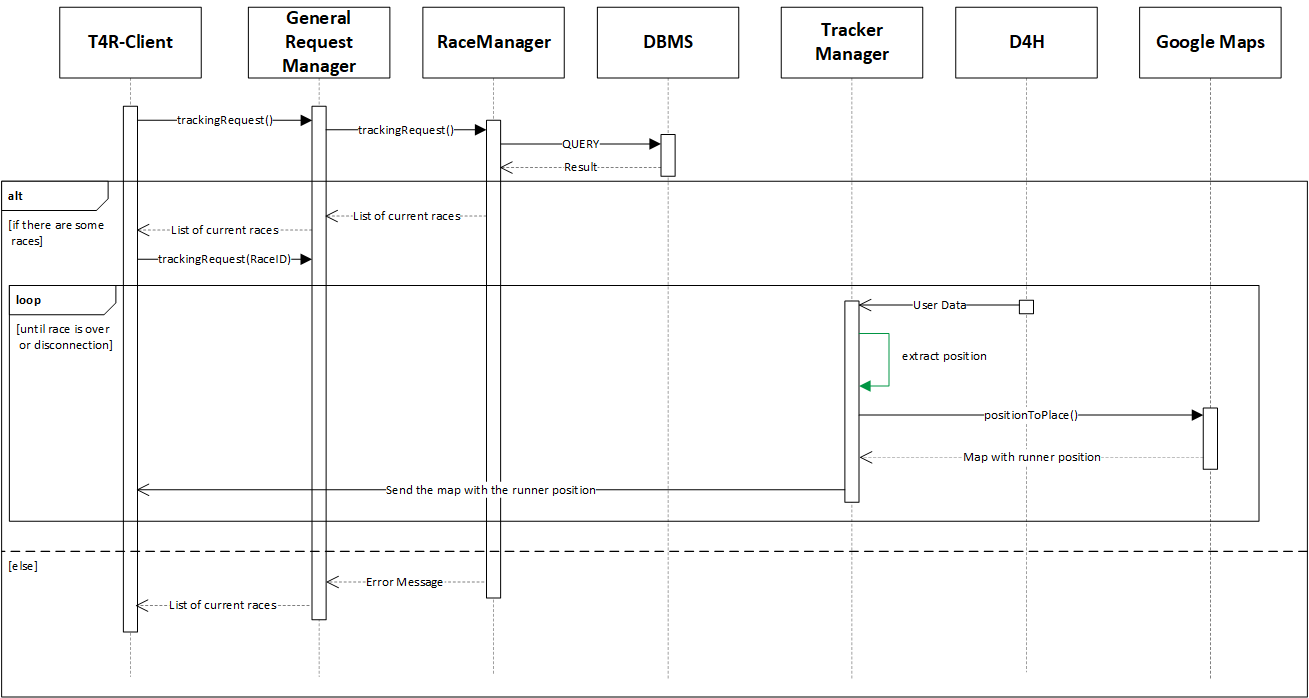 T4R-Client
General
Request
Manager
RaceManager
DBMS
Tracker
Manager
D4H
Google Maps
trackingRequest()
trackingRequest()
QUERY
Result
alt
[if there are some
races]
List of current races
List of current races
trackingRequest(RaceID)
loop
[until race is over
or disconnection]
User Data
extract position
positionToPlace()
Map with runner position
Send the map with the runner position
[else]
Error Message
List of current races